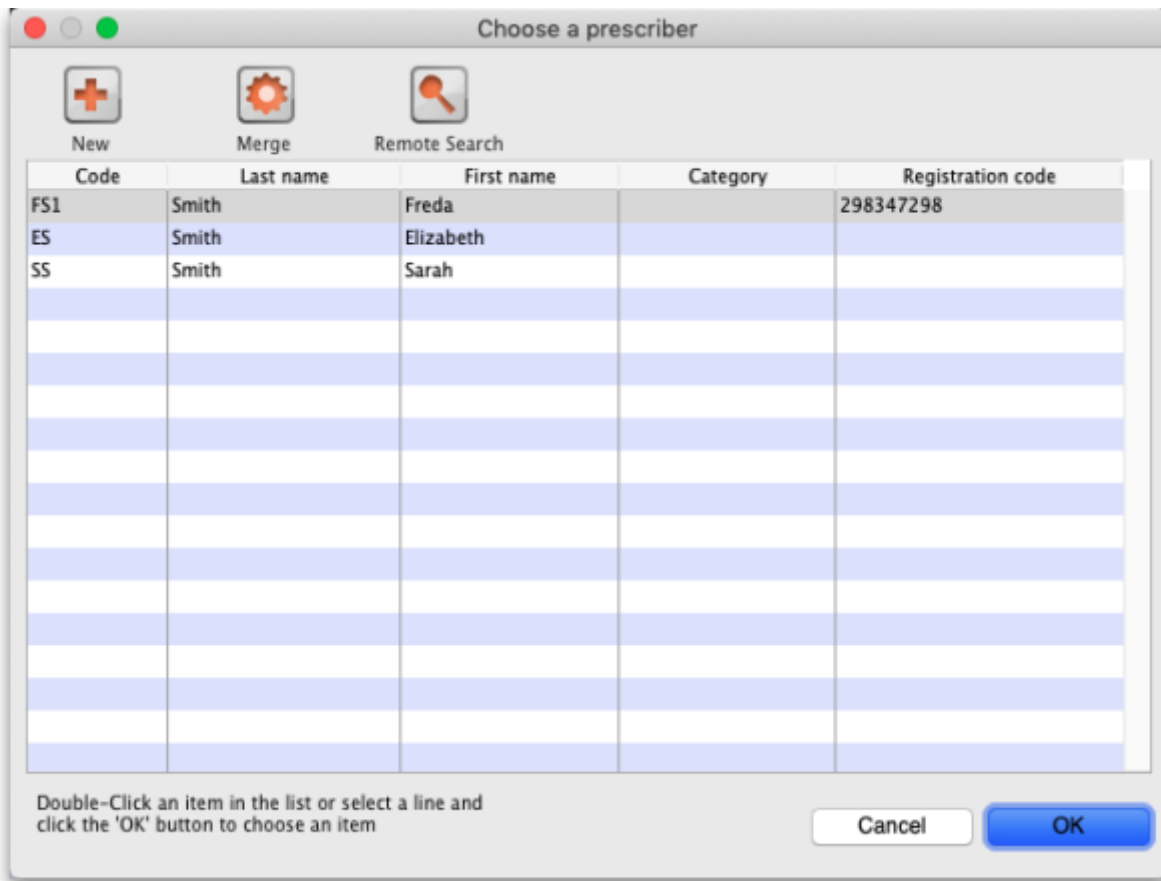 Choose a prescriber
New Merge Remote Search
Code Last name First name Category Registration code
FS1 Smith Freda 298347298
ES Smith Elizabeth
SS Smith Sarah
Double-Click an item in the list or select a line and
click the 'OK' button to choose an item
Cancel OK